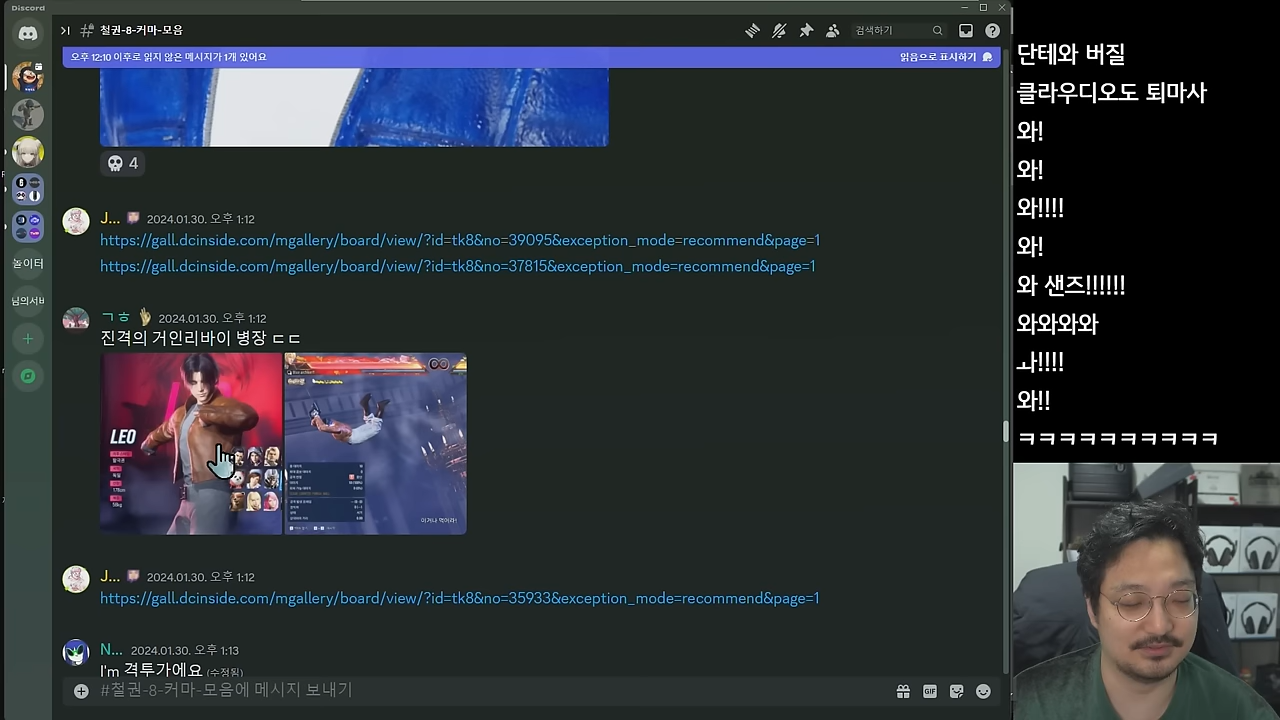 Discord
철권-8-커마-모음
검색하기
오후 12:10 이후로 읽지 않은 메시지가 1개 있어요
읽음으로 표시하기
4
J... 2024.01.30. 오후 1:12
https://gall.dcinside.com/mgallery/board/view/?id=tk8&no=39095&exception_mode=recommend&page=1
https://gall.dcinside.com/mgallery/board/view/?id=tk8&no=37815&exception_mode=recommend&page=1
놀이터
님의서버
ㄱㅎ 2024.01.30. 오후 1:12
진격의 거인리바이 병장 ㄷㄷ
LEO
이거나 먹어라!
J... 2024.01.30. 오후 1:12
https://gall.dcinside.com/mgallery/board/view/?id=tk8&no=35933&exception_mode=recommend&page=1
N... 2024.01.30. 오후 1:13
I'm 격투가에요 (수정됨)
#철권-8-커마-모음에 메시지 보내기
GIF
단테와 버질
클라우디오도 퇴마사
와!
와!
와!!!!
와!
와 샌즈!!!!!!
와와와와
놔!!!!
와!!
ㅋㅋㅋㅋㅋㅋㅋㅋㅋㅋ